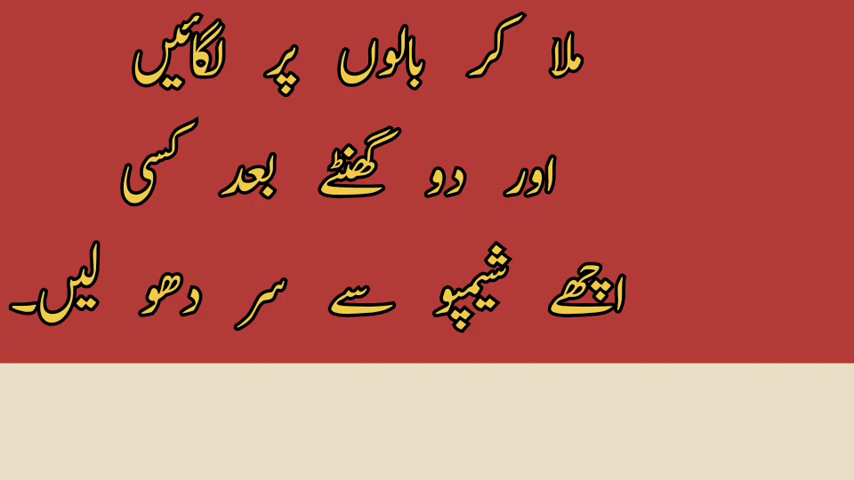 ملا کر بالوں پر لگائیں
اور دو گھنٹے بعد کسی
اچھے شیمپو سے سر دھو لیں۔